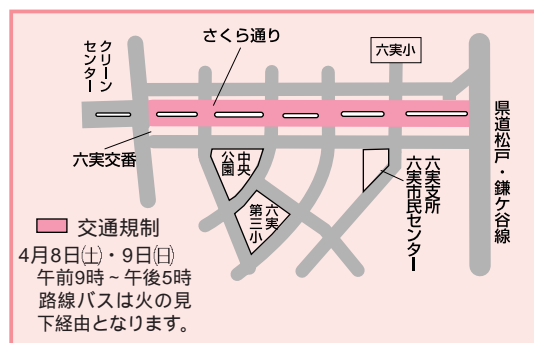 さくら通り
六実小
クリーン
センター
六実交番
中央
公園
六実
第三小
六実支所
六実市民センター
県道松戸・鎌ケ谷線
交通規制
4月8日㈯・9日㈰
午前9時~午後5時
路線バスは火の見
下経由となります。